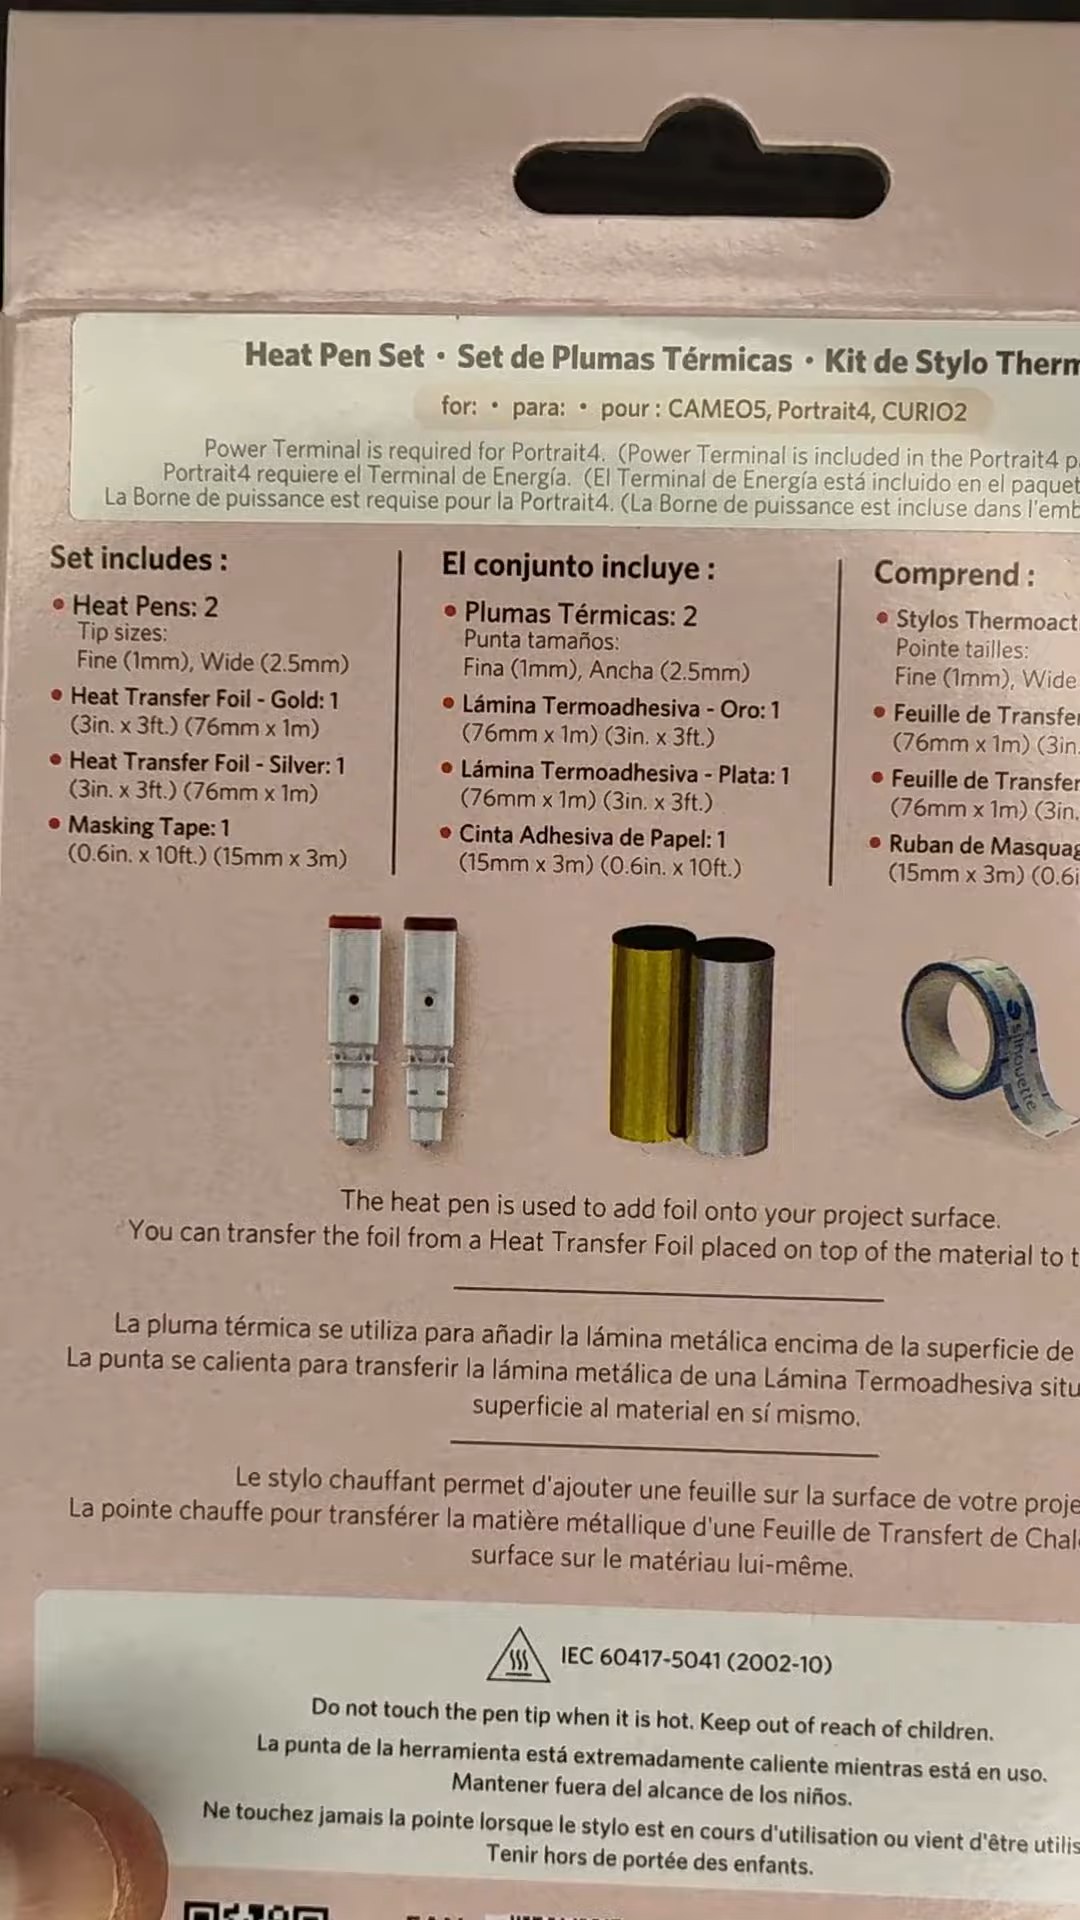 Heat Pen Set • Set de Plumas Térmicas • Kit de Stylo Therm
for: • para: • pour : CAMEO5, Portrait4, CURIO2
Power Terminal is required for Portrait4. (Power Terminal is included in the Portrait4 p
Portrait4 requiere el Terminal de Energía. (El Terminal de Energía está incluido en el paquet
La Borne de puissance est requise pour la Portrait4. (La Borne de puissance est incluse dans l'emb
Set includes :
• Heat Pens: 2
Tip sizes:
Fine (1mm), Wide (2.5mm)
• Heat Transfer Foil - Gold: 1
(3in. x 3ft.) (76mm x 1m)
• Heat Transfer Foil - Silver: 1
(3in. x 3ft.) (76mm x 1m)
• Masking Tape: 1
(0.6in. x 10ft.) (15mm x 3m)
El conjunto incluye :
• Plumas Térmicas: 2
Punta tamaños:
Fina (1mm), Ancha (2.5mm)
• Lámina Termoadhesiva - Oro: 1
(76mm x 1m) (3in. x 3ft.)
• Lámina Termoadhesiva - Plata: 1
(76mm x 1m) (3in. x 3ft.)
• Cinta Adhesiva de Papel: 1
(15mm x 3m) (0.6in. x 10ft.)
Comprend :
• Stylos Thermoact
Pointe tailles:
Fine (1mm), Wide
• Feuille de Transfer
(76mm x 1m) (3in.
• Feuille de Transfer
(76mm x 1m) (3in.
• Ruban de Masquag
(15mm x 3m) (0.6i
silhouette
The heat pen is used to add foil onto your project surface.
You can transfer the foil from a Heat Transfer Foil placed on top of the material to t
La pluma térmica se utiliza para añadir la lámina metálica encima de la superficie de
La punta se calienta para transferir la lámina metálica de una Lámina Termoadhesiva situ
superficie al material en sí mismo.
Le stylo chauffant permet d'ajouter une feuille sur la surface de votre proje
La pointe chauffe pour transférer la matière métallique d'une Feuille de Transfert de Chal
surface sur le matériau lui-même.
IEC 60417-5041 (2002-10)
Do not touch the pen tip when it is hot. Keep out of reach of children.
La punta de la herramienta está extremadamente caliente mientras está en uso.
Mantener fuera del alcance de los niños.
Ne touchez jamais la pointe lorsque le stylo est en cours d'utilisation ou vient d'être utilis
Tenir hors de portée des enfants.